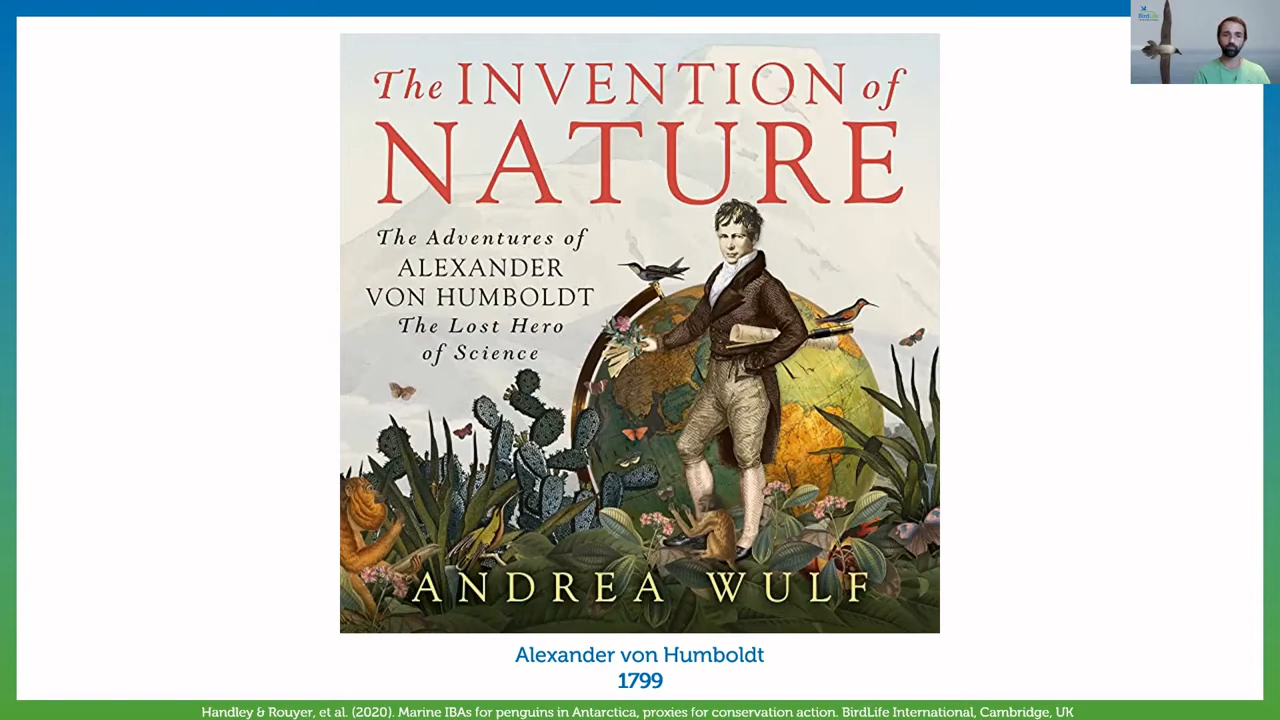 The INVENTION of
NATURE
The Adventures of
ALEXANDER
VON HUMBOLDT
The Lost Hero
of Science
ANDREA WULF
Alexander von Humboldt
1799
Handley & Rouyer, et al. (2020). Marine IBAs for penguins in Antarctica, proxies for conservation action. BirdLife International, Cambridge, UK
BirdLife